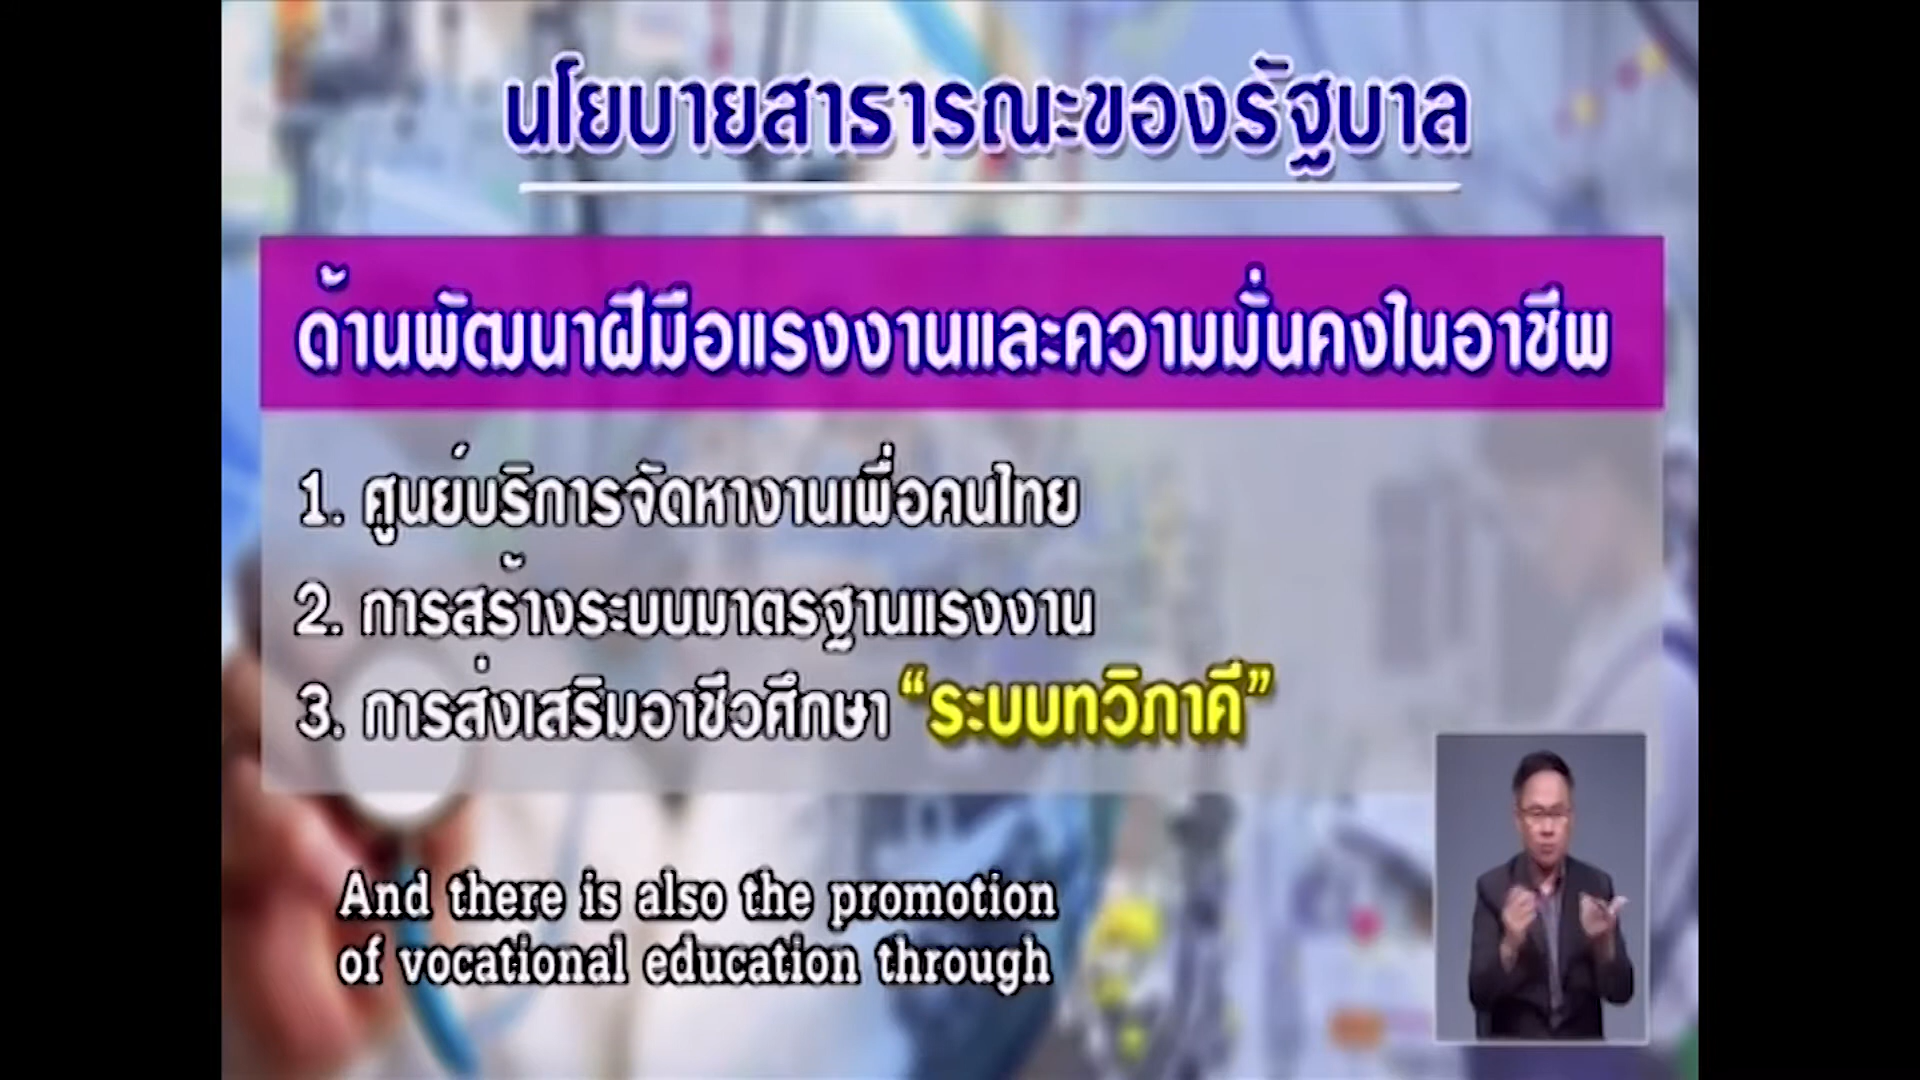 นโยบายสาธารณะของรัฐบาล
ด้านพัฒนาฝีมือแรงงานและความมั่นคงในอาชีพ
1. ศูนย์บริการจัดหางานเพื่อคนไทย
2. การสร้างระบบมาตรฐานแรงงาน
3. การส่งเสริมอาชีวศึกษา “ระบบทวิภาคี”
And there is also the promotion
of vocational education through